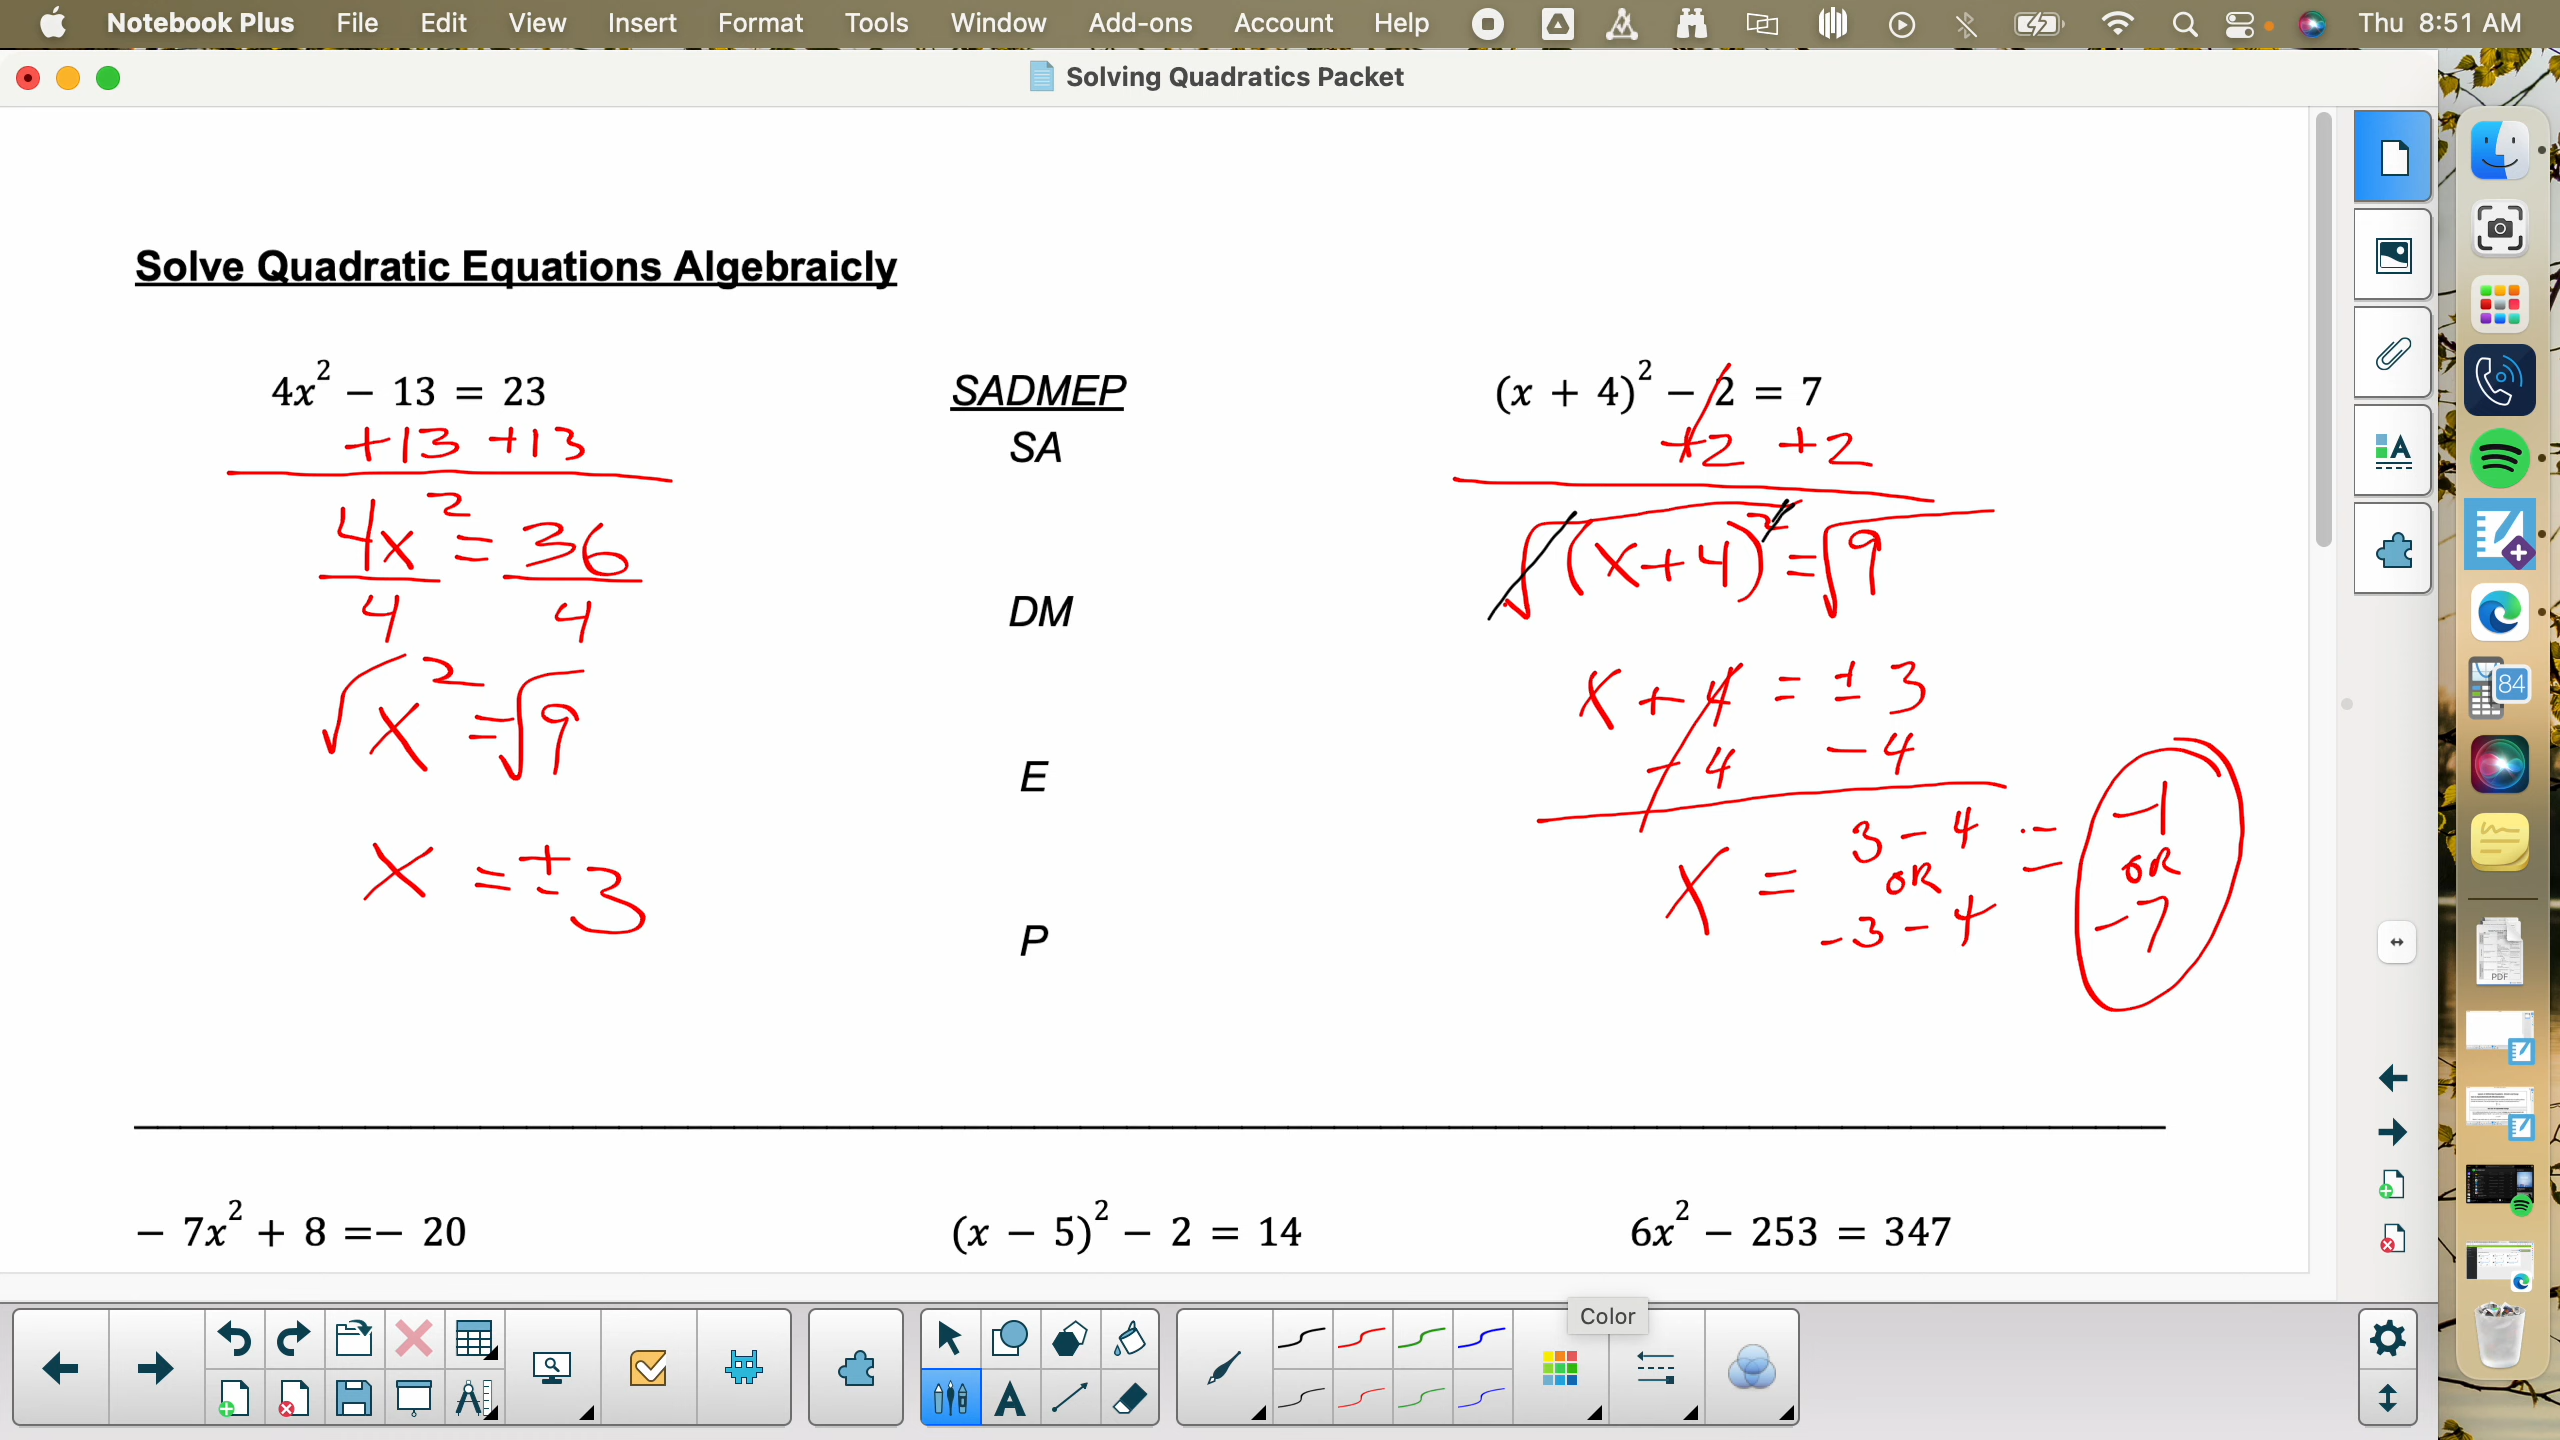 Notebook Plus File Edit View Insert Format Tools Window Add-ons Account Help Thu 8:51 AM
Solving Quadratics Packet
Solve Quadratic Equations Algebraicly
4x² − 13 = 23
+13 +13
4x² = 36
4 4
√x² = √9
x = ± 3
SADMEP
SA
DM
E
P
(x + 4)² − 2 = 7
+2 +2
√(x+4)² = √9
x + 4 = ± 3
- 4 - 4
x = 3 - 4 OR -3 - 4 = -1 OR -7
− 7x² + 8 =− 20
(x − 5)² − 2 = 14
6x² − 253 = 347
Color
A
84
PDF
A